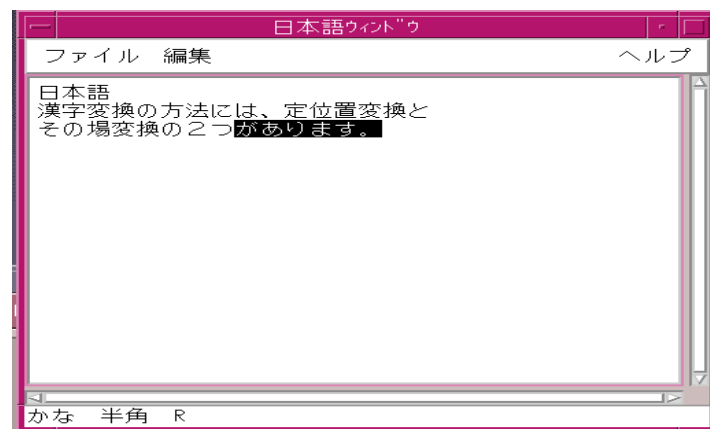 日本語ウィンドウ
ファイル 編集 ヘルプ
日本語
漢字変換の方法には、定位置変換と
その場変換の２つがあります。
かな 半角 R